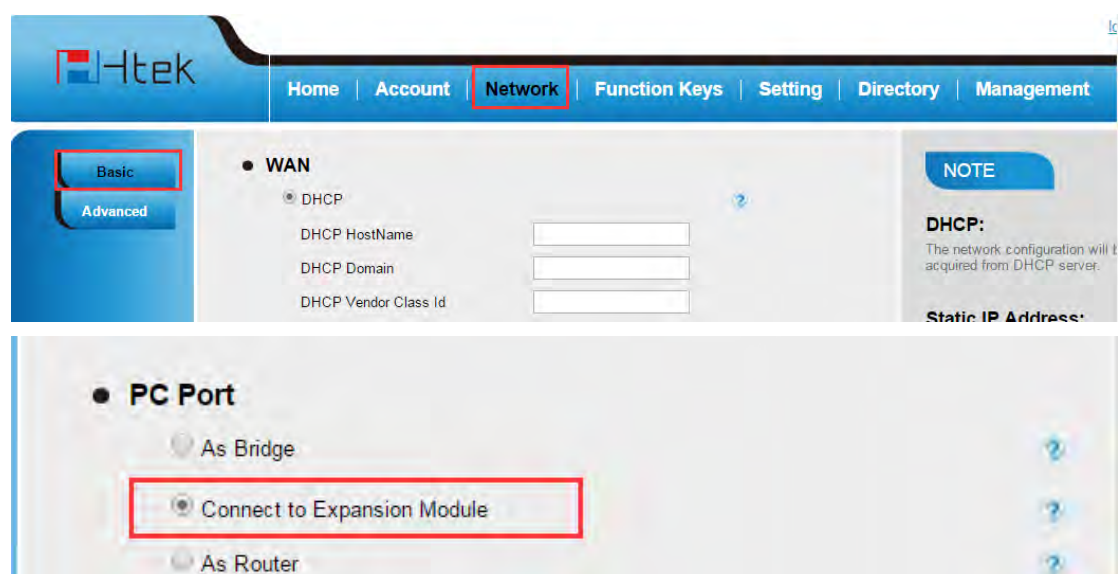 Htek
Home | Account | Network | Function Keys | Setting | Directory | Management
Basic
Advanced
WAN
DHCP
DHCP HostName
DHCP Domain
DHCP Vendor Class Id
NOTE
DHCP:
The network configuration will
acquired from DHCP server.
Static IP Address:
PC Port
As Bridge
Connect to Expansion Module
As Router